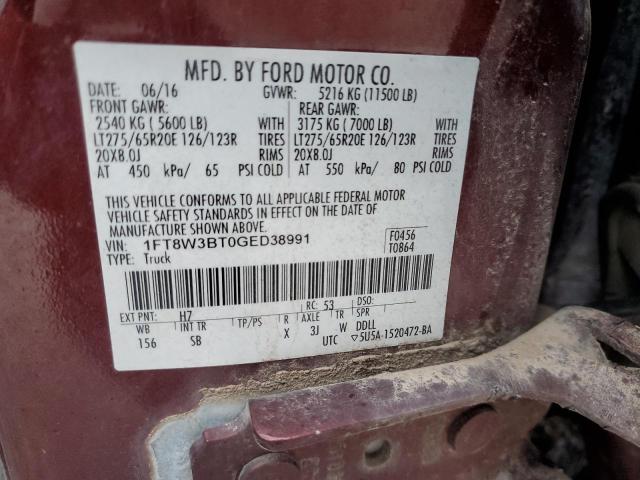 MFD. BY FORD MOTOR CO.
DATE: 06/16 GVWR: 5216 KG (11500 LB)
FRONT GAWR: REAR GAWR:
2540 KG ( 5600 LB) WITH 3175 KG ( 7000 LB) WITH
LT275/65R20E 126/123R TIRES LT275/65R20E 126/123R TIRES
20X8.0J RIMS 20X8.0J RIMS
AT 450 kPa/ 65 PSI COLD AT 550 kPa/ 80 PSI COLD
THIS VEHICLE CONFORMS TO ALL APPLICABLE FEDERAL MOTOR
VEHICLE SAFETY STANDARDS IN EFFECT ON THE DATE OF
MANUFACTURE SHOWN ABOVE.
VIN: 1FT8W3BT0GED38991 F0456
TYPE: Truck T0864
EXT PNT: H7 RC: 53 DSO:
WB INT TR TP/PS R AXLE TR SPR
156 SB X 3J W DDLL
UTC ▽5U5A-1520472-BA